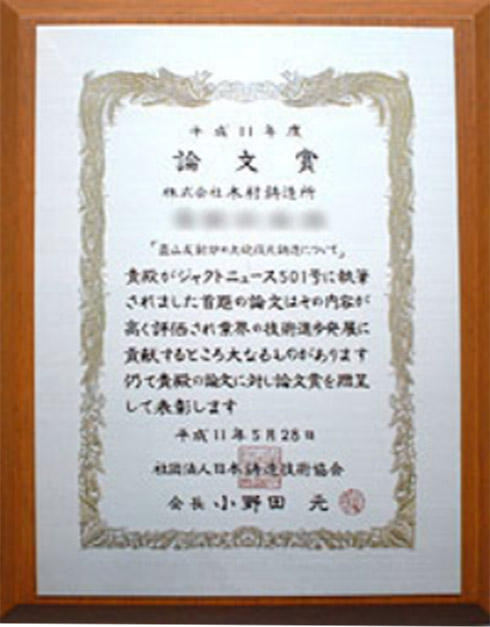 平成11年度
論文賞
株式会社木村鋳造所
「韮山反射炉の大砲復元鋳造について」
貴殿がジャクトニュース501号に執筆
されました首題の論文はその内容が
高く評価され業界の技術進歩発展に
貢献するところ大なるものがあります
仍て貴殿の論文に対し論文賞を贈呈
して表彰します
平成11年5月28日
社団法人日本鋳造技術協会
会長 小野田 元